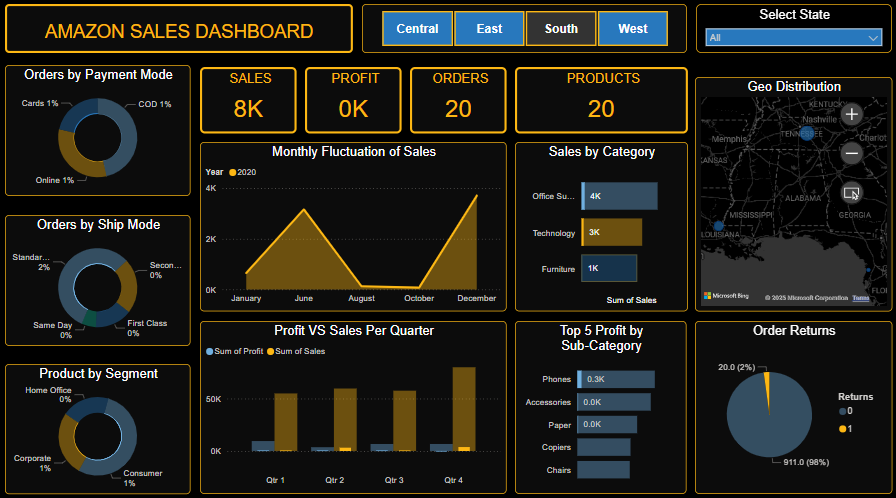 AMAZON SALES DASHBOARD
Central
East
South
West
Select State
All
Orders by Payment Mode
Cards 1%
COD 1%
Online 1%
SALES
8K
PROFIT
0K
ORDERS
20
PRODUCTS
20
Geo Distribution
KENTUCKY
Nashville
TENNESSEE
Memphis
Charlot
ALABAMA
MISSISSIPPI
GEORGIA
LOUISIANA
FLOR
Microsoft Bing
© 2025 Microsoft Corporation
Terms
Monthly Fluctuation of Sales
Year
2020
4K
2K
0K
January
June
August
October
December
Sales by Category
Office Su...
4K
Technology
3K
Furniture
1K
Sum of Sales
Orders by Ship Mode
Standar...
2%
Secon...
0%
Same Day
0%
First Class
0%
Product by Segment
Home Office
0%
Corporate
1%
Consumer
1%
Profit VS Sales Per Quarter
Sum of Profit
Sum of Sales
50K
0K
Qtr 1
Qtr 2
Qtr 3
Qtr 4
Top 5 Profit by
Sub-Category
Phones
0.3K
Accessories
0.0K
Paper
0.0K
Copiers
Chairs
Order Returns
20.0 (2%)
911.0 (98%)
Returns
0
1